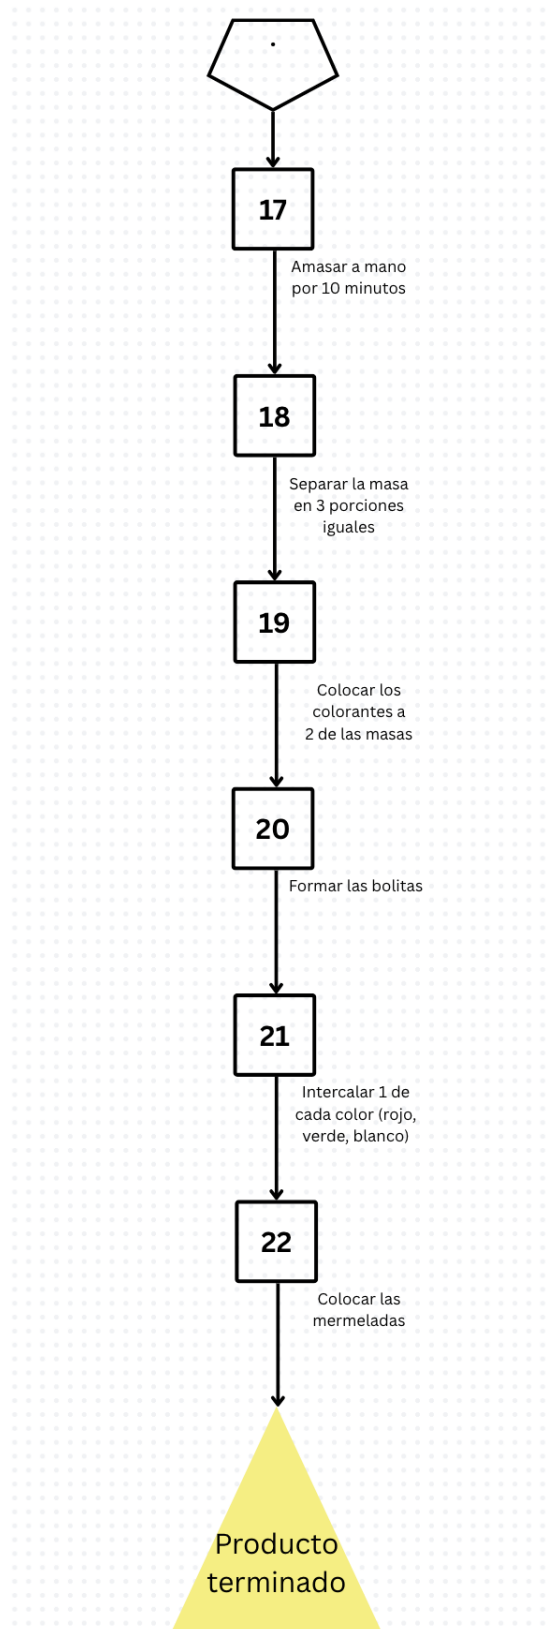 17
Amasar a mano
por 10 minutos
18
Separar la masa
en 3 porciones
iguales
19
Colocar los
colorantes a
2 de las masas
20
Formar las bolitas
21
Intercalar 1 de
cada color (rojo,
verde, blanco)
22
Colocar las
mermeladas
Producto
terminado